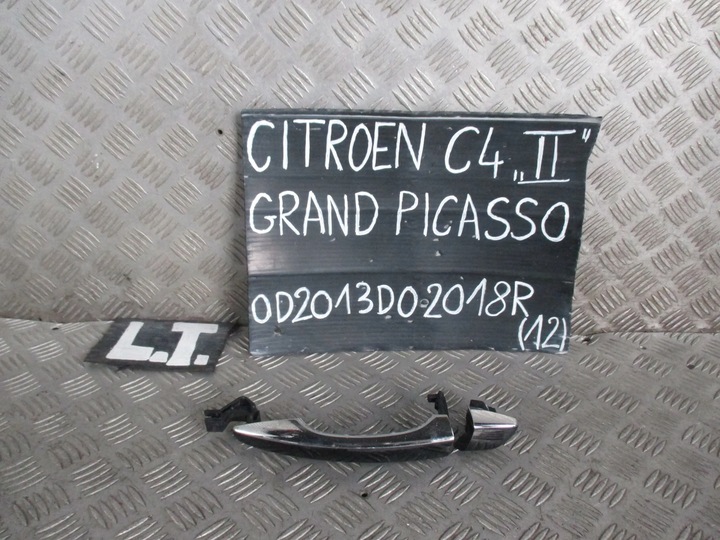 CITROEN C4 „II"
GRAND PICASSO
OD2013DO2018R
(12)
L.T.